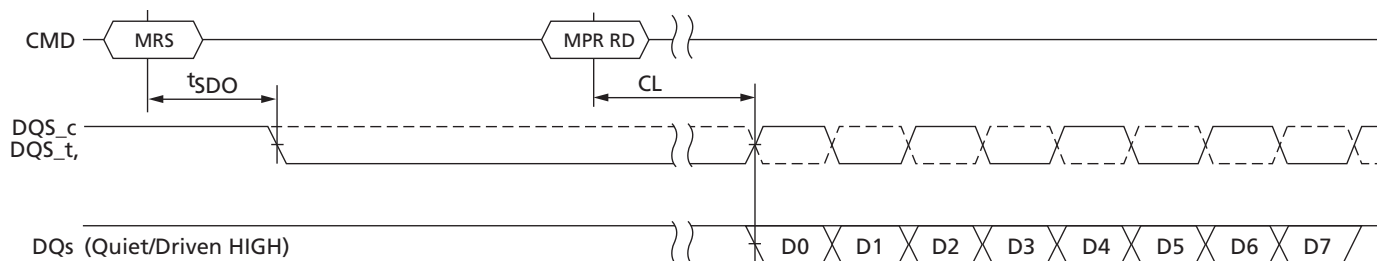 CMD MRS MPR RD
tSDO CL
DQS_c
DQS_t,
DQs (Quiet/Driven HIGH) D0 D1 D2 D3 D4 D5 D6 D7